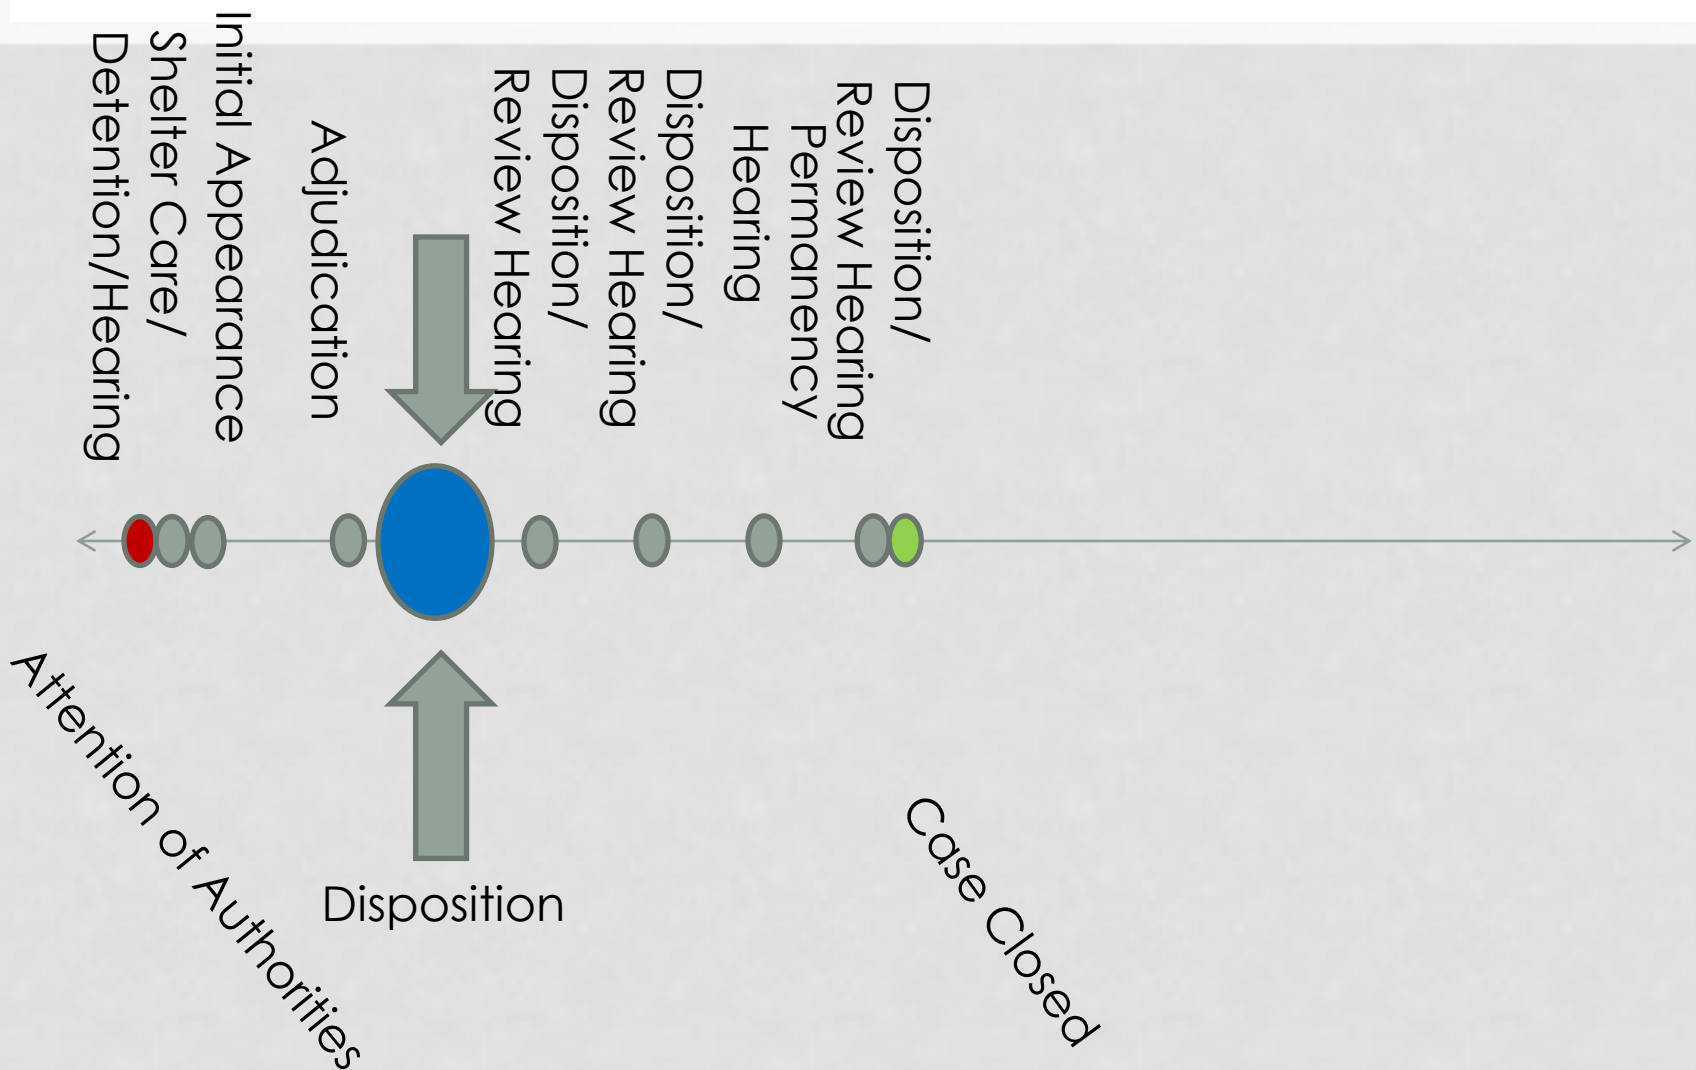 Shelter Care/
Detention/Hearing
Initial Appearance
Adjudication
Disposition/
Review Hearing
Disposition/
Review Hearing
Permanency
Hearing
Disposition/
Review Hearing
Attention of Authorities
Disposition
Case Closed